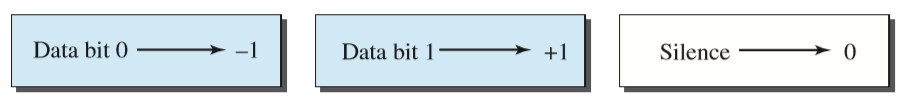 Data bit 0 → –1
Data bit 1 → +1
Silence → 0